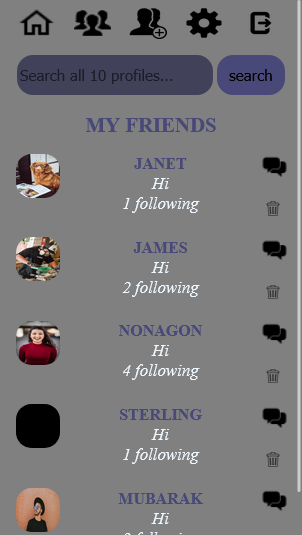 Search all 10 profiles...
search
MY FRIENDS
JANET
Hi
1 following
JAMES
Hi
2 following
NONAGON
Hi
4 following
STERLING
Hi
1 following
MUBARAK
Hi